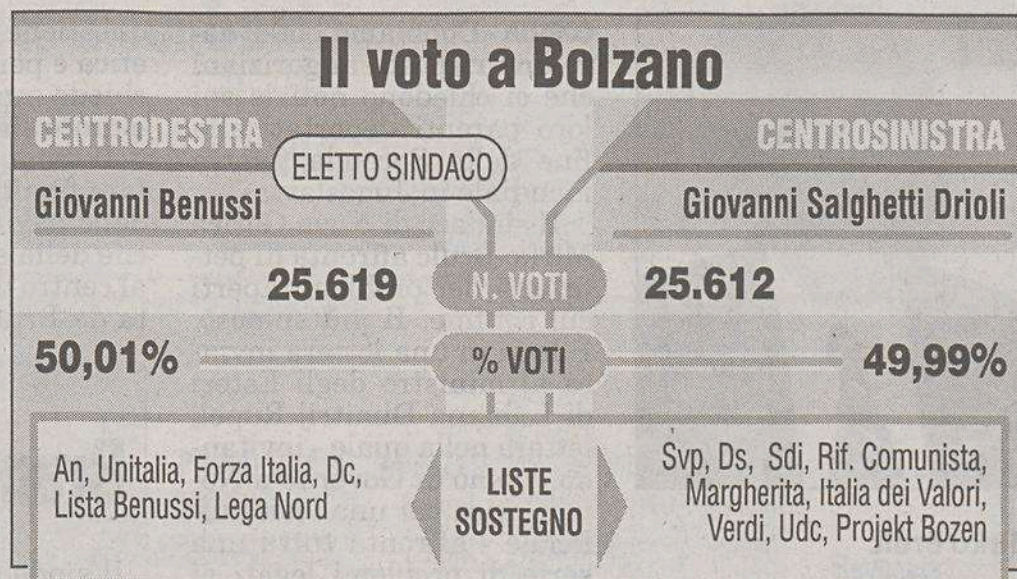 Il voto a Bolzano
CENTRODESTRA
CENTROSINISTRA
ELETTO SINDACO
Giovanni Benussi
Giovanni Salghetti Drioli
25.619
N. VOTI
25.612
50,01%
% VOTI
49,99%
An, Unitalia, Forza Italia, Dc,
Lista Benussi, Lega Nord
LISTE
SOSTEGNO
Svp, Ds, Sdi, Rif. Comunista,
Margherita, Italia dei Valori,
Verdi, Udc, Projekt Bozen